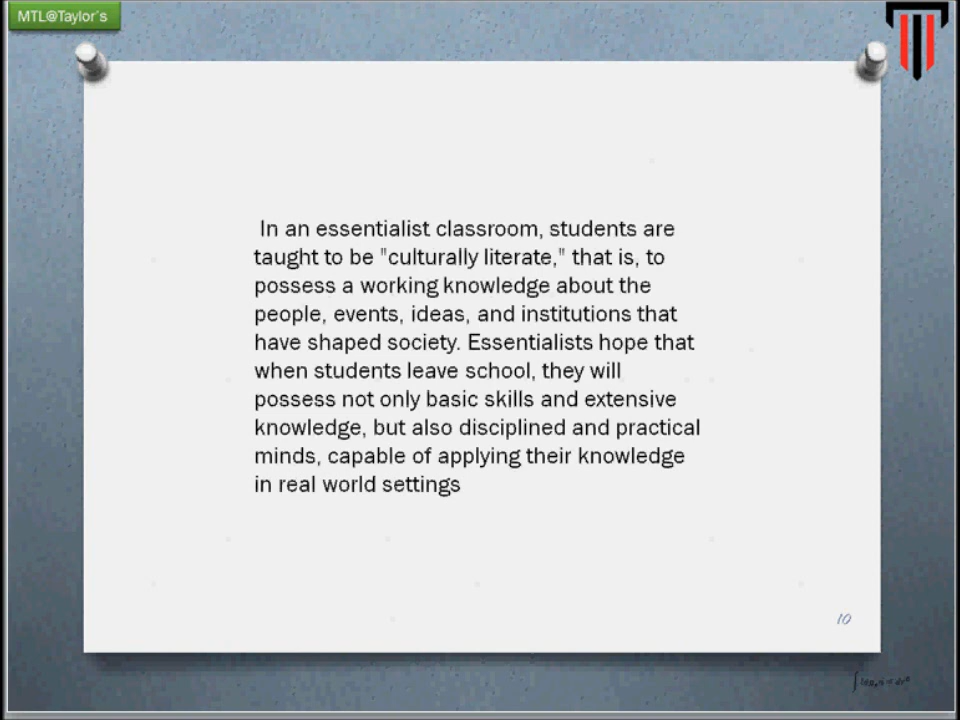 MTL@Taylor's
In an essentialist classroom, students are
taught to be "culturally literate," that is, to
possess a working knowledge about the
people, events, ideas, and institutions that
have shaped society. Essentialists hope that
when students leave school, they will
possess not only basic skills and extensive
knowledge, but also disciplined and practical
minds, capable of applying their knowledge
in real world settings
10